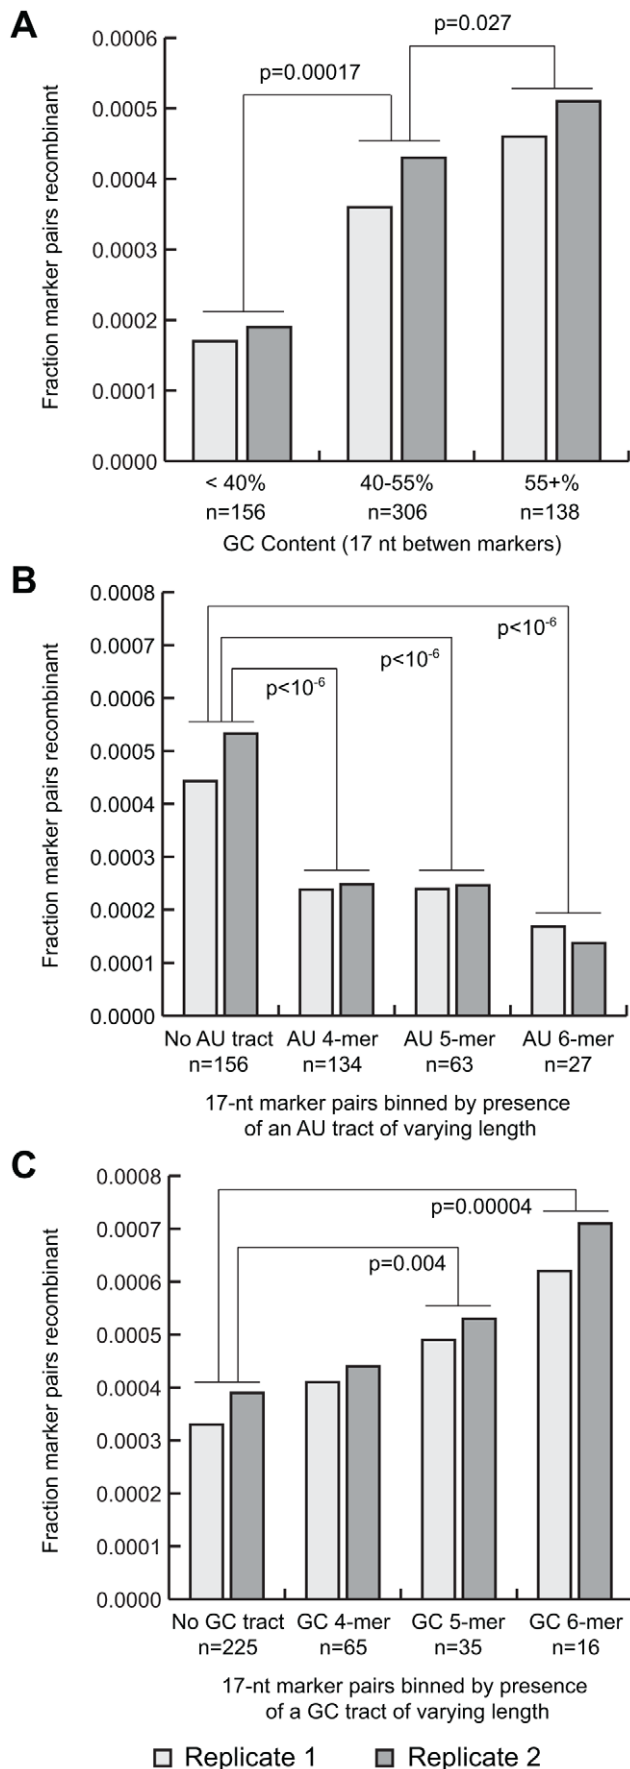 A
p=0.027
p=0.00017
0.0006
0.0005
0.0004
0.0003
0.0002
0.0001
0.0000
Fraction marker pairs recombinant
< 40% 40-55% 55+%
n=156 n=306 n=138
GC Content (17 nt betwen markers)
B
0.0008
0.0007
0.0006
0.0005
0.0004
0.0003
0.0002
0.0001
0.0000
Fraction marker pairs recombinant
p<10-6
p<10-6
p<10-6
No AU tract AU 4-mer AU 5-mer AU 6-mer
n=156 n=134 n=63 n=27
17-nt marker pairs binned by presence
of an AU tract of varying length
C
0.0008
0.0007
0.0006
0.0005
0.0004
0.0003
0.0002
0.0001
0.0000
Fraction marker pairs recombinant
p=0.00004
p=0.004
No GC tract GC 4-mer GC 5-mer GC 6-mer
n=225 n=65 n=35 n=16
17-nt marker pairs binned by presence
of a GC tract of varying length
Replicate 1 Replicate 2